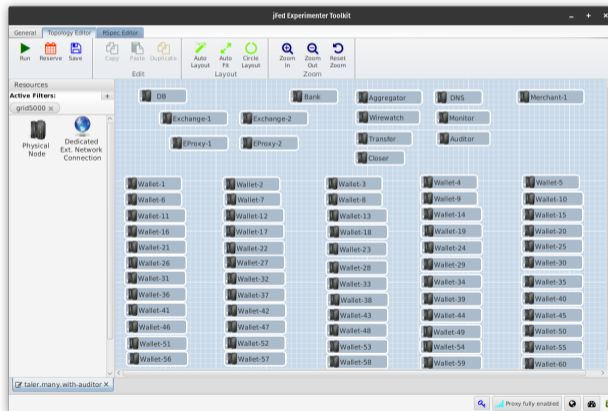 jFed Experimenter Toolkit
General Topology Editor RSpec Editor
Run Reserve Save Copy Paste Duplicate Auto Layout Auto Fit Circle Layout Zoom In Zoom Out Reset Zoom
Edit Layout Zoom
Resources
Active Filters: +
grid5000
Physical Node
Dedicated Ext. Network Connection
DB Bank Aggregator DNS Merchant-1
Exchange-1 Exchange-2 Wirewatch Monitor
EProxy-1 EProxy-2 Transfer Auditor
Closer
Wallet-1 Wallet-2 Wallet-3 Wallet-4 Wallet-5
Wallet-6 Wallet-7 Wallet-8 Wallet-9 Wallet-10
Wallet-11 Wallet-12 Wallet-13 Wallet-14 Wallet-15
Wallet-16 Wallet-17 Wallet-18 Wallet-19 Wallet-20
Wallet-21 Wallet-22 Wallet-23 Wallet-24 Wallet-25
Wallet-26 Wallet-27 Wallet-28 Wallet-29 Wallet-30
Wallet-31 Wallet-32 Wallet-33 Wallet-34 Wallet-35
Wallet-36 Wallet-37 Wallet-38 Wallet-39 Wallet-40
Wallet-41 Wallet-42 Wallet-43 Wallet-44 Wallet-45
Wallet-46 Wallet-47 Wallet-48 Wallet-49 Wallet-50
Wallet-51 Wallet-52 Wallet-53 Wallet-54 Wallet-55
Wallet-56 Wallet-57 Wallet-58 Wallet-59 Wallet-60
taler.many.with-auditor
Proxy fully enabled